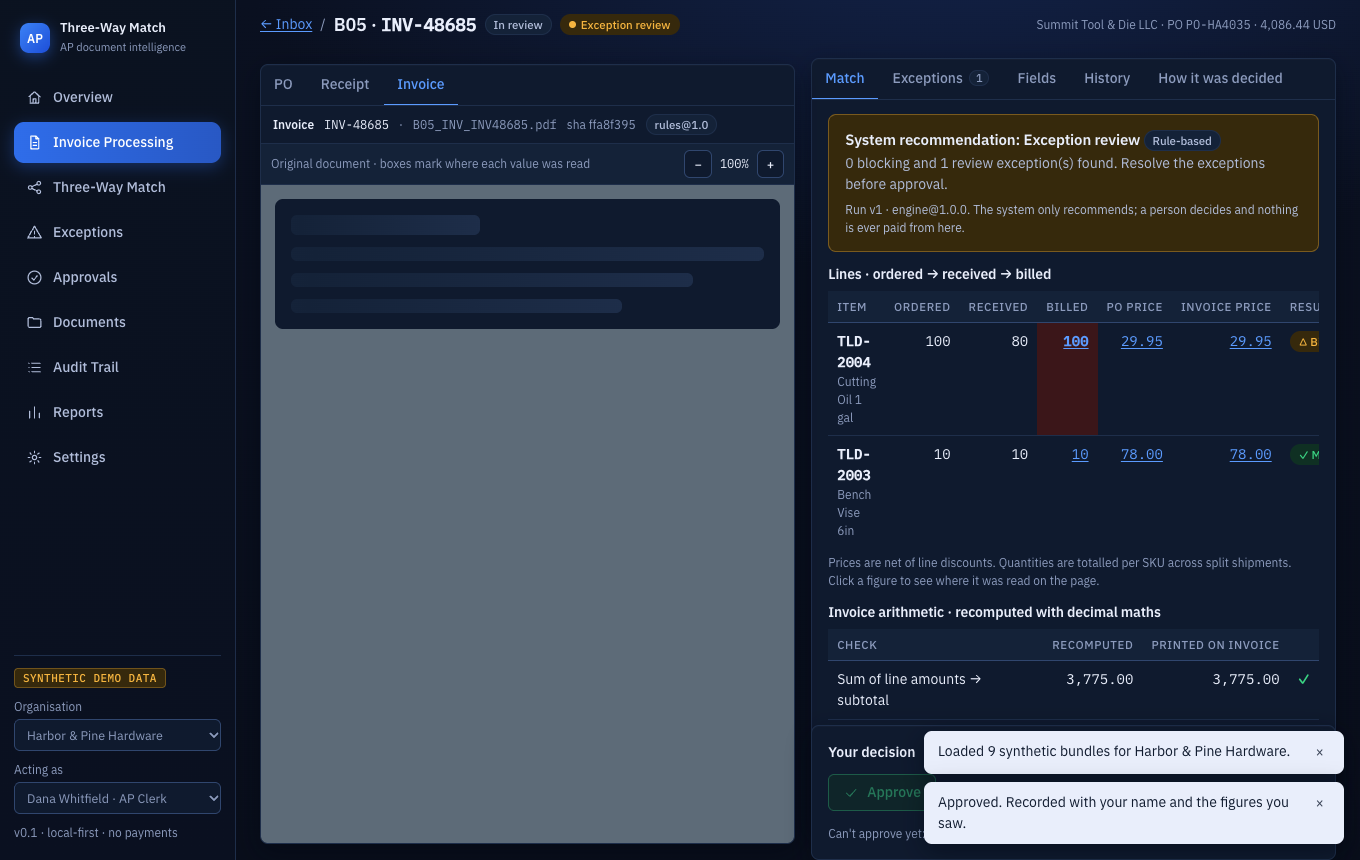 AP
Three-Way Match
AP document intelligence
Overview
Invoice Processing
Three-Way Match
Exceptions
Approvals
Documents
Audit Trail
Reports
Settings
SYNTHETIC DEMO DATA
Organisation
Harbor & Pine Hardware
Acting as
Dana Whitfield · AP Clerk
v0.1 · local-first · no payments
← Inbox / B05 · INV-48685 In review Exception review
Summit Tool & Die LLC · PO PO-HA4035 · 4,086.44 USD
PO Receipt Invoice
Invoice INV-48685 · B05_INV_INV48685.pdf sha ffa8f395 rules@1.0
Original document · boxes mark where each value was read
− 100% +
Match Exceptions 1 Fields History How it was decided
System recommendation: Exception review Rule-based
0 blocking and 1 review exception(s) found. Resolve the exceptions
before approval.
Run v1 · engine@1.0.0. The system only recommends; a person decides and nothing
is ever paid from here.
Lines · ordered → received → billed
ITEM ORDERED RECEIVED BILLED PO PRICE INVOICE PRICE RESU
TLD-2004 100 80 100 29.95 29.95 Δ B
Cutting
Oil 1
gal
TLD-2003 10 10 10 78.00 78.00 ✓ M
Bench
Vise
6in
Prices are net of line discounts. Quantities are totalled per SKU across split shipments.
Click a figure to see where it was read on the page.
Invoice arithmetic · recomputed with decimal maths
CHECK RECOMPUTED PRINTED ON INVOICE
Sum of line amounts → 3,775.00 3,775.00 ✓
subtotal
Your decision
✓ Approve
Can't approve yet:
Loaded 9 synthetic bundles for Harbor & Pine Hardware. ×
Approved. Recorded with your name and the figures you ×
saw.